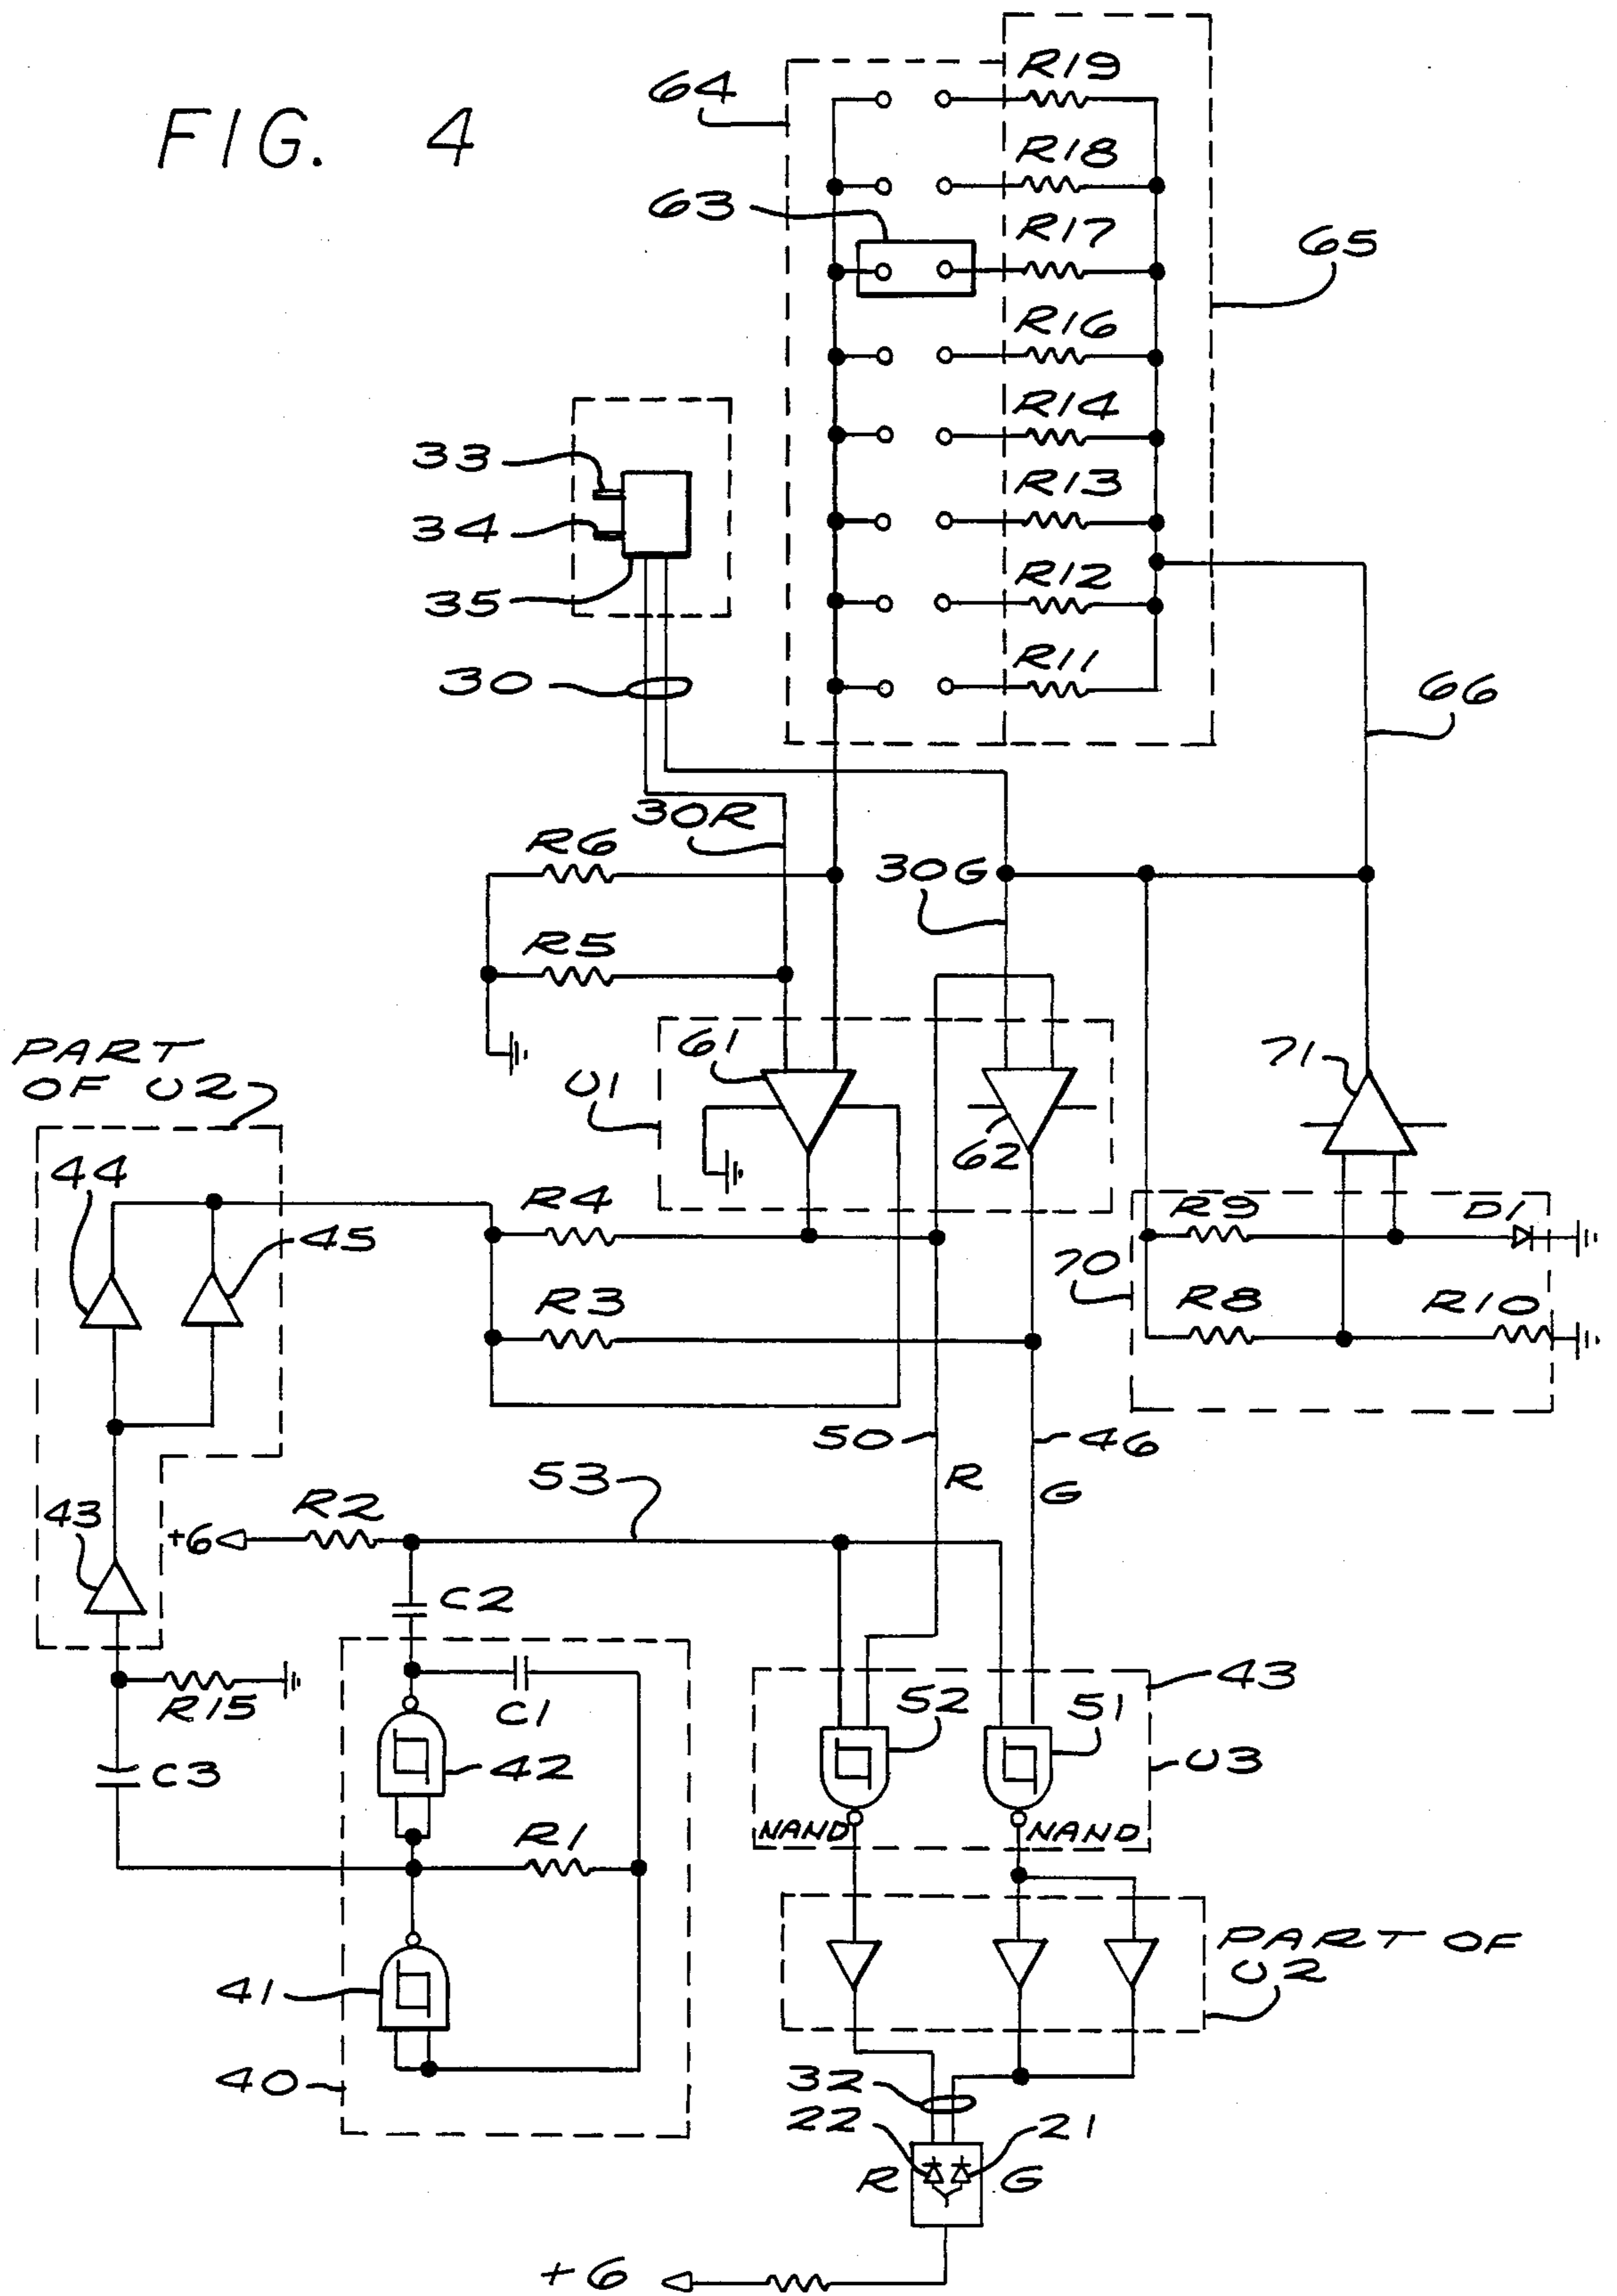 FIG. 4
R19
64
R18
63
R17
65
R16
R14
33
R13
34
R12
35
R11
30
66
30R
R6
30G
R5
PART
OF U2
61
71
U1
62
44
R4
R9
D1
45
70
R3
R8
R10
50
46
R
G
53
43
R2
+6
C2
43
52
51
R15
C1
C3
42
U3
NAND
NAND
R1
PART OF
U2
41
40
32
22
21
R
G
+6